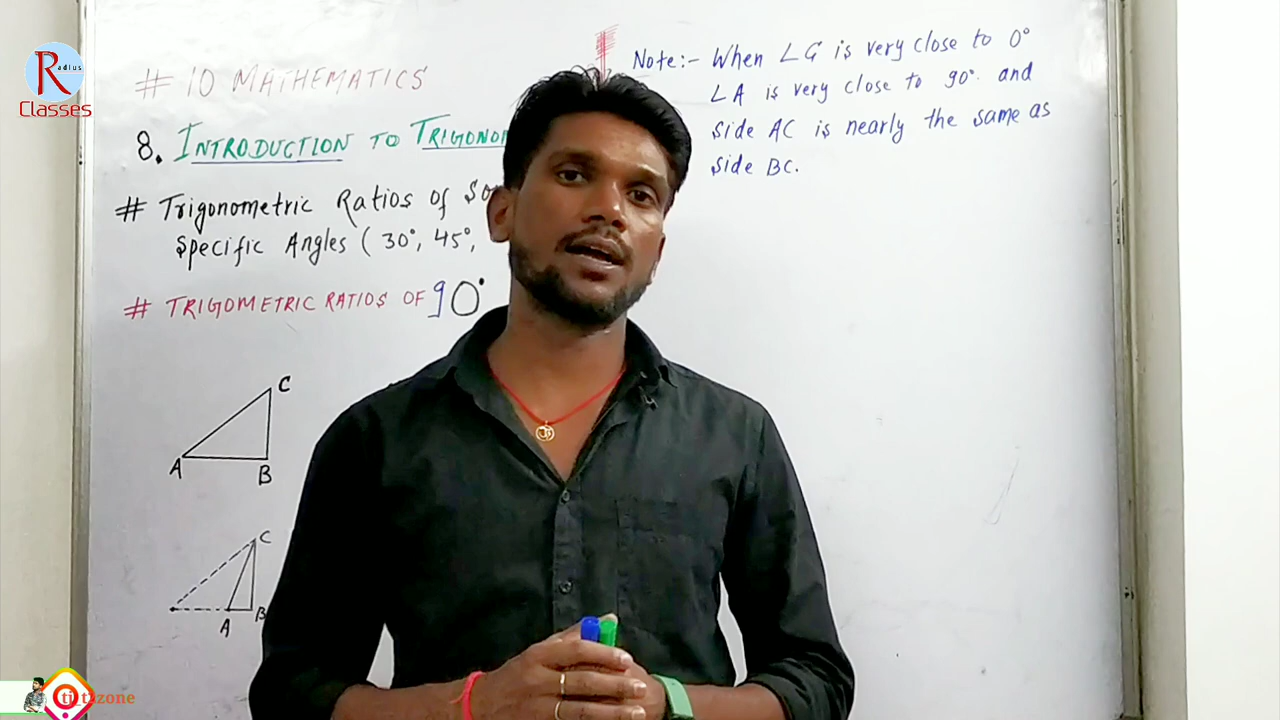 Radius
Classes
# 10 MATHEMATICS
8. INTRODUCTION TO TRIGONO
# Trigonometric Ratios of So
Specific Angles (30°, 45°,
# TRIGOMETRIC RATIOS OF 90°
Note:- When ∠C is very close to 0°
∠A is very close to 90°. and
Side AC is nearly the same as
Side BC.
C
A
B
C
A
B